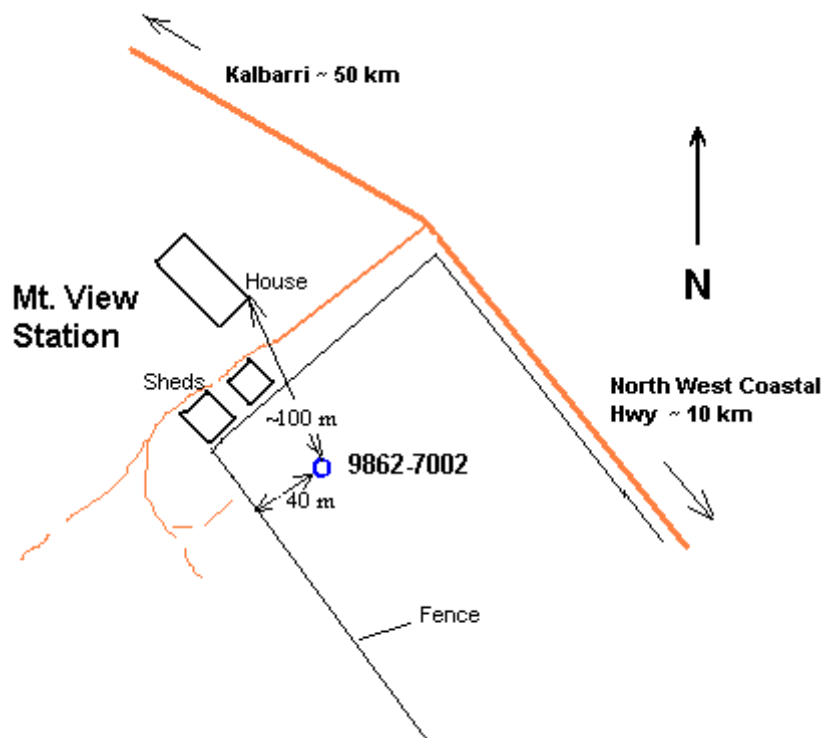 Kalbarri ~ 50 km
N
House
Mt. View
Station
Sheds
North West Coastal
Hwy ~ 10 km
~100 m
9862-7002
40 m
Fence